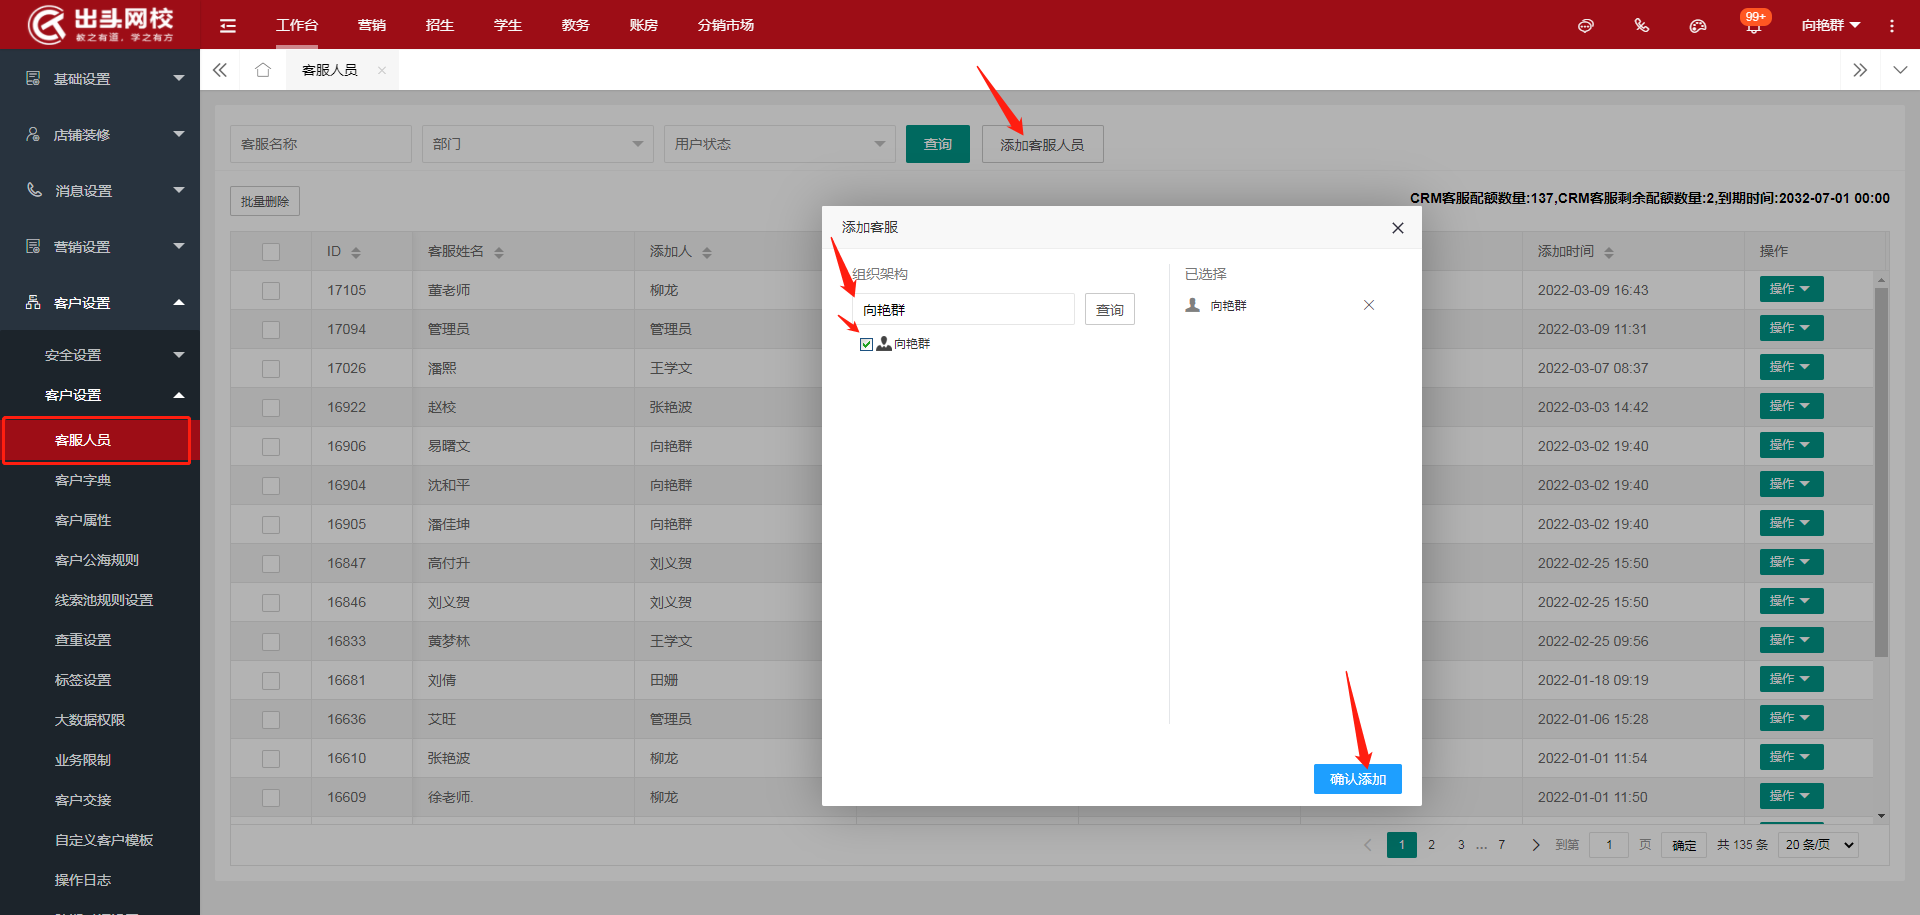 出头网校
教之有道，学之有方
工作台 营销 招生 学生 教务 账房 分销市场
99+
向艳群
客服人员
基础设置
店铺装修
消息设置
营销设置
客户设置
安全设置
客户设置
客服人员
客户字典
客户属性
客户公海规则
线索池规则设置
查重设置
标签设置
大数据权限
业务限制
客户交接
自定义客户模板
操作日志
客服名称 部门 用户状态 查询 添加客服人员
批量删除
CRM客服配额数量:137,CRM客服剩余配额数量:2,到期时间:2032-07-01 00:00
ID 客服姓名 添加人 添加时间 操作
17105 董老师 柳龙 2022-03-09 16:43 操作
17094 管理员 管理员 2022-03-09 11:31 操作
17026 潘熙 王学文 2022-03-07 08:37 操作
16922 赵校 张艳波 2022-03-03 14:42 操作
16906 易曙文 向艳群 2022-03-02 19:40 操作
16904 沈和平 向艳群 2022-03-02 19:40 操作
16905 潘佳坤 向艳群 2022-03-02 19:40 操作
16847 高付升 刘义贺 2022-02-25 15:50 操作
16846 刘义贺 刘义贺 2022-02-25 15:50 操作
16833 黄梦林 王学文 2022-02-25 09:56 操作
16681 刘倩 田姗 2022-01-18 09:19 操作
16636 艾旺 管理员 2022-01-06 15:28 操作
16610 张艳波 柳龙 2022-01-01 11:54 操作
16609 徐老师. 柳龙 2022-01-01 11:50 操作
1 2 3 ... 7 到第 1 页 确定 共 135 条 20 条/页
添加客服
组织架构
向艳群 查询
向艳群
已选择
向艳群
确认添加